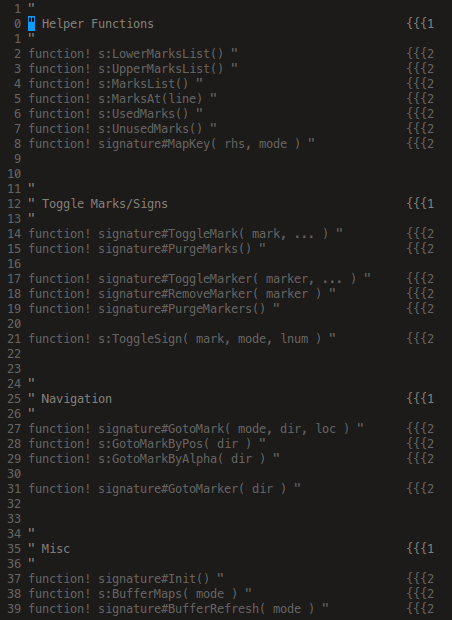 1 "
0 " Helper Functions {{{1
1 "
2 function! s:LowerMarksList() " {{{2
3 function! s:UpperMarksList() " {{{2
4 function! s:MarksList() " {{{2
5 function! s:MarksAt(line) " {{{2
6 function! s:UsedMarks() " {{{2
7 function! s:UnusedMarks() " {{{2
8 function! signature#MapKey( rhs, mode ) " {{{2
9
10
11 "
12 " Toggle Marks/Signs {{{1
13 "
14 function! signature#ToggleMark( mark, ... ) " {{{2
15 function! signature#PurgeMarks() " {{{2
16
17 function! signature#ToggleMarker( marker, ... ) " {{{2
18 function! signature#RemoveMarker( marker ) " {{{2
19 function! signature#PurgeMarkers() " {{{2
20
21 function! s:ToggleSign( mark, mode, lnum ) " {{{2
22
23
24 "
25 " Navigation {{{1
26 "
27 function! signature#GotoMark( mode, dir, loc ) " {{{2
28 function! s:GotoMarkByPos( dir ) " {{{2
29 function! s:GotoMarkByAlpha( dir ) " {{{2
30
31 function! signature#GotoMarker( dir ) " {{{2
32
33
34 "
35 " Misc {{{1
36 "
37 function! signature#Init() " {{{2
38 function! s:BufferMaps( mode ) " {{{2
39 function! signature#BufferRefresh( mode ) " {{{2